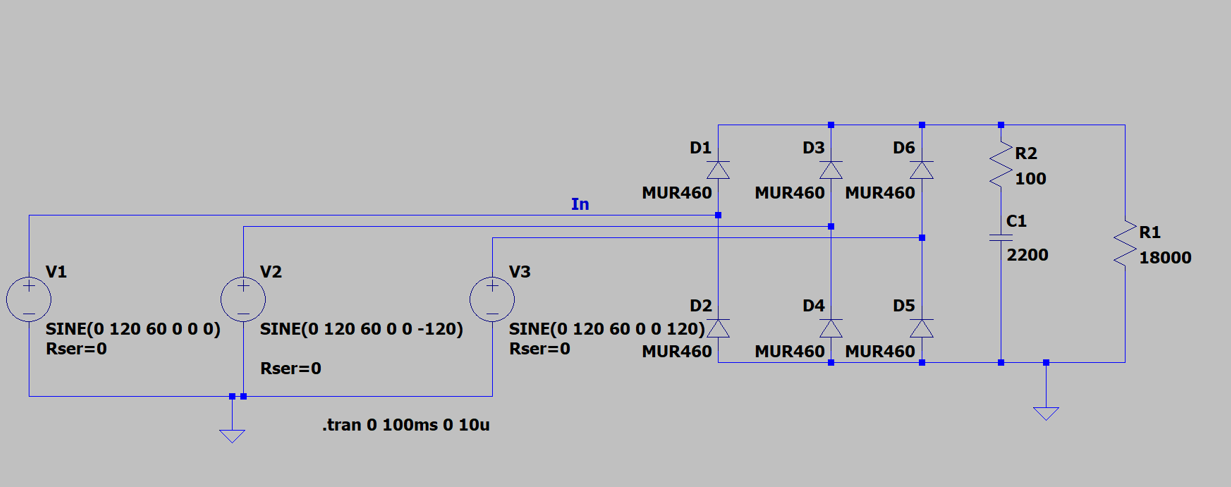 D1
D3
D6
R2
100
MUR460
MUR460
MUR460
In
C1
2200
R1
18000
V1
V2
V3
D2
D4
D5
SINE(0 120 60 0 0 0)
SINE(0 120 60 0 0 -120)
SINE(0 120 60 0 0 120)
Rser=0
Rser=0
Rser=0
MUR460
MUR460
MUR460
.tran 0 100ms 0 10u